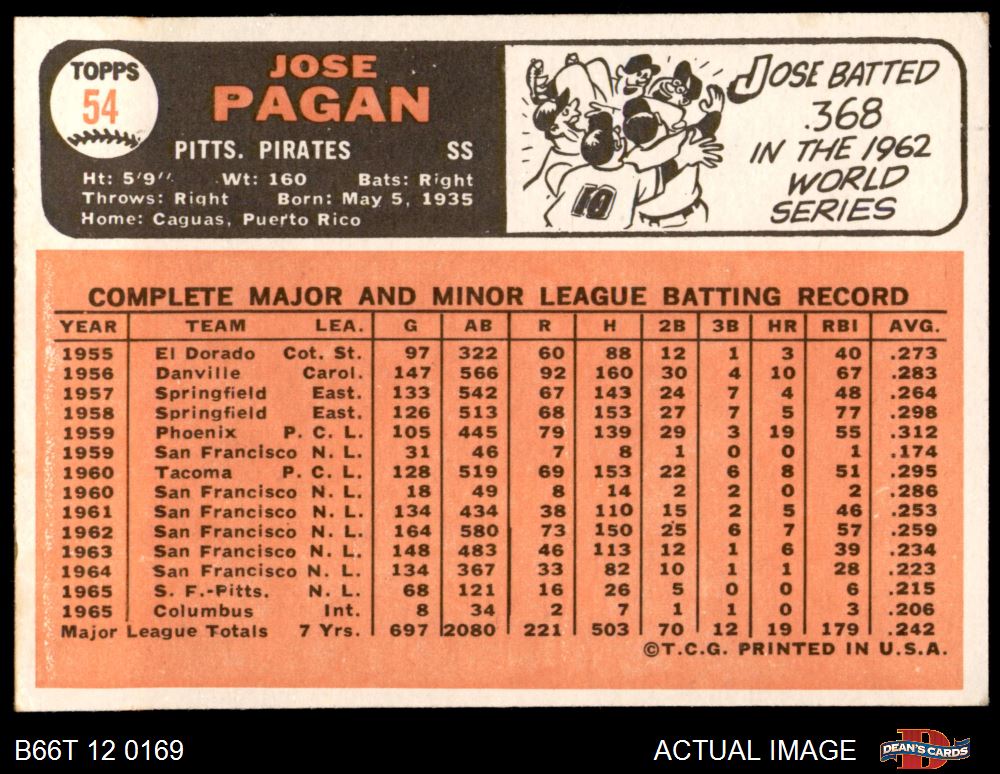 TOPPS
54
JOSE
PAGAN
PITTS. PIRATES SS
Ht: 5'9" Wt: 160 Bats: Right
Throws: Right Born: May 5, 1935
Home: Caguas, Puerto Rico
10
JOSE BATTED
.368
IN THE 1962
WORLD
SERIES
COMPLETE MAJOR AND MINOR LEAGUE BATTING RECORD
YEAR TEAM LEA. G AB R H 2B 3B HR RBI AVG.
1955 El Dorado Cot. St. 97 322 60 88 12 1 3 40 .273
1956 Danville Carol. 147 566 92 160 30 4 10 67 .283
1957 Springfield East. 133 542 67 143 24 7 4 48 .264
1958 Springfield East. 126 513 68 153 27 7 5 77 .298
1959 Phoenix P. C. L. 105 445 79 139 29 3 19 55 .312
1959 San Francisco N. L. 31 46 7 8 1 0 0 1 .174
1960 Tacoma P. C. L. 128 519 69 153 22 6 8 51 .295
1960 San Francisco N. L. 18 49 8 14 2 2 0 2 .286
1961 San Francisco N. L. 134 434 38 110 15 2 5 46 .253
1962 San Francisco N. L. 164 580 73 150 25 6 7 57 .259
1963 San Francisco N. L. 148 483 46 113 12 1 6 39 .234
1964 San Francisco N. L. 134 367 33 82 10 1 1 28 .223
1965 S. F.-Pitts. N. L. 68 121 16 26 5 0 0 6 .215
1965 Columbus Int. 8 34 2 7 1 1 0 3 .206
Major League Totals 7 Yrs. 697 2080 221 503 70 12 19 179 .242
©T.C.G. PRINTED IN U.S.A.
B66T 12 0169 ACTUAL IMAGE DEAN'S CARDS